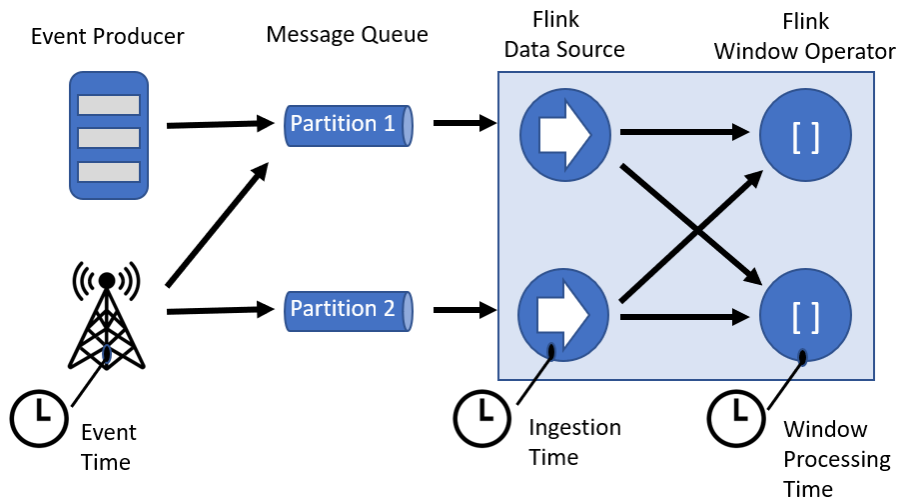 Event Producer
Message Queue
Flink
Data Source
Flink
Window Operator
Partition 1
[ ]
Partition 2
[ ]
Event
Time
Ingestion
Time
Window
Processing
Time